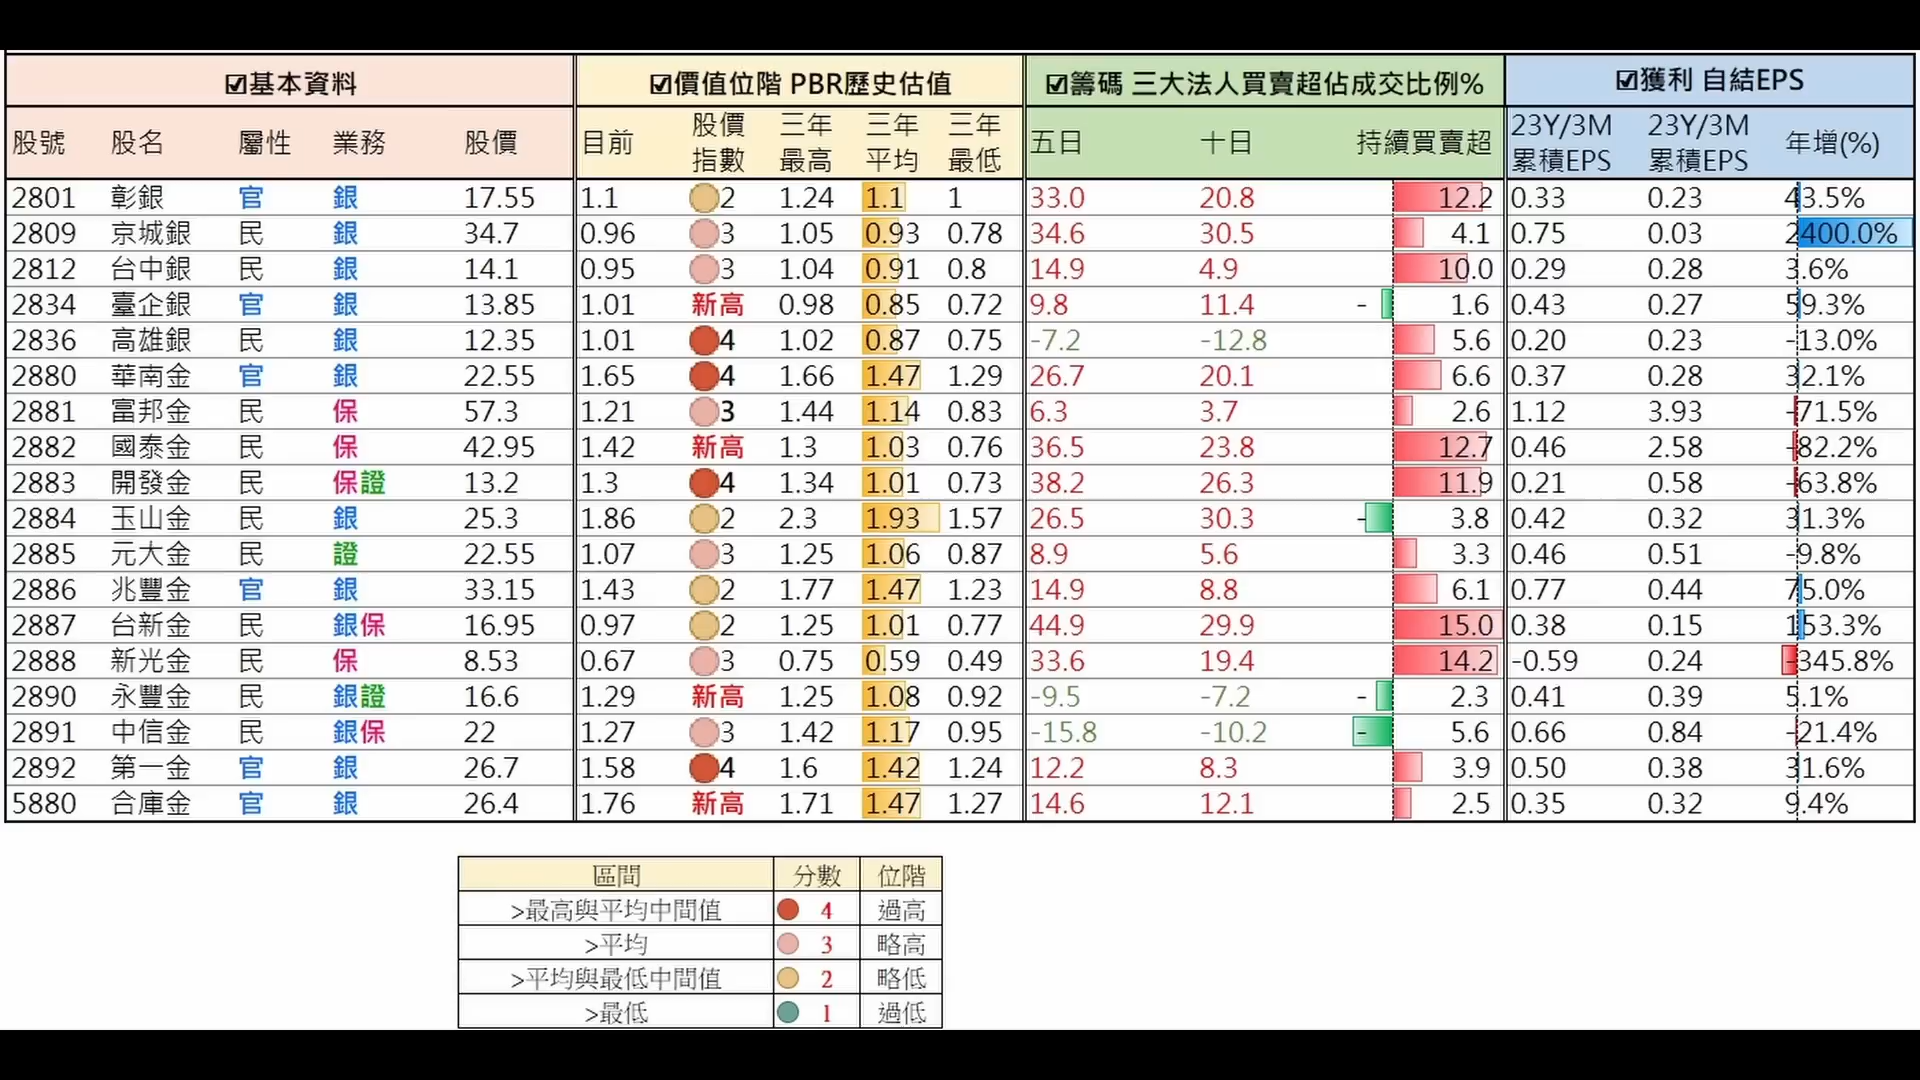 ☑基本資料 ☑價值位階 PBR歷史估值 ☑籌碼 三大法人買賣超佔成交比例% ☑獲利 自結EPS
股號 股名 屬性 業務 股價 目前 股價指數 三年最高 三年平均 三年最低 五日 十日 持續買賣超 23Y/3M累積EPS 23Y/3M累積EPS 年增(%)
2801 彰銀 官 銀 17.55 1.1 2 1.24 1.1 1 33.0 20.8 12.2 0.33 0.23 43.5%
2809 京城銀 民 銀 34.7 0.96 3 1.05 0.93 0.78 34.6 30.5 4.1 0.75 0.03 2400.0%
2812 台中銀 民 銀 14.1 0.95 3 1.04 0.91 0.8 14.9 4.9 10.0 0.29 0.28 3.6%
2834 臺企銀 官 銀 13.85 1.01 新高 0.98 0.85 0.72 9.8 11.4 - 1.6 0.43 0.27 59.3%
2836 高雄銀 民 銀 12.35 1.01 4 1.02 0.87 0.75 -7.2 -12.8 5.6 0.20 0.23 -13.0%
2880 華南金 官 銀 22.55 1.65 4 1.66 1.47 1.29 26.7 20.1 6.6 0.37 0.28 32.1%
2881 富邦金 民 保 57.3 1.21 3 1.44 1.14 0.83 6.3 3.7 2.6 1.12 3.93 -71.5%
2882 國泰金 民 保 42.95 1.42 新高 1.3 1.03 0.76 36.5 23.8 12.7 0.46 2.58 -82.2%
2883 開發金 民 保證 13.2 1.3 4 1.34 1.01 0.73 38.2 26.3 11.9 0.21 0.58 -63.8%
2884 玉山金 民 銀 25.3 1.86 2 2.3 1.93 1.57 26.5 30.3 - 3.8 0.42 0.32 31.3%
2885 元大金 民 證 22.55 1.07 3 1.25 1.06 0.87 8.9 5.6 3.3 0.46 0.51 -9.8%
2886 兆豐金 官 銀 33.15 1.43 2 1.77 1.47 1.23 14.9 8.8 6.1 0.77 0.44 75.0%
2887 台新金 民 銀保 16.95 0.97 2 1.25 1.01 0.77 44.9 29.9 15.0 0.38 0.15 153.3%
2888 新光金 民 保 8.53 0.67 3 0.75 0.59 0.49 33.6 19.4 14.2 -0.59 0.24 -345.8%
2890 永豐金 民 銀證 16.6 1.29 新高 1.25 1.08 0.92 -9.5 -7.2 - 2.3 0.41 0.39 5.1%
2891 中信金 民 銀保 22 1.27 3 1.42 1.17 0.95 -15.8 -10.2 - 5.6 0.66 0.84 -21.4%
2892 第一金 官 銀 26.7 1.58 4 1.6 1.42 1.24 12.2 8.3 3.9 0.50 0.38 31.6%
5880 合庫金 官 銀 26.4 1.76 新高 1.71 1.47 1.27 14.6 12.1 2.5 0.35 0.32 9.4%
區間 分數 位階
>最高與平均中間值 4 過高
>平均 3 略高
>平均與最低中間值 2 略低
>最低 1 過低